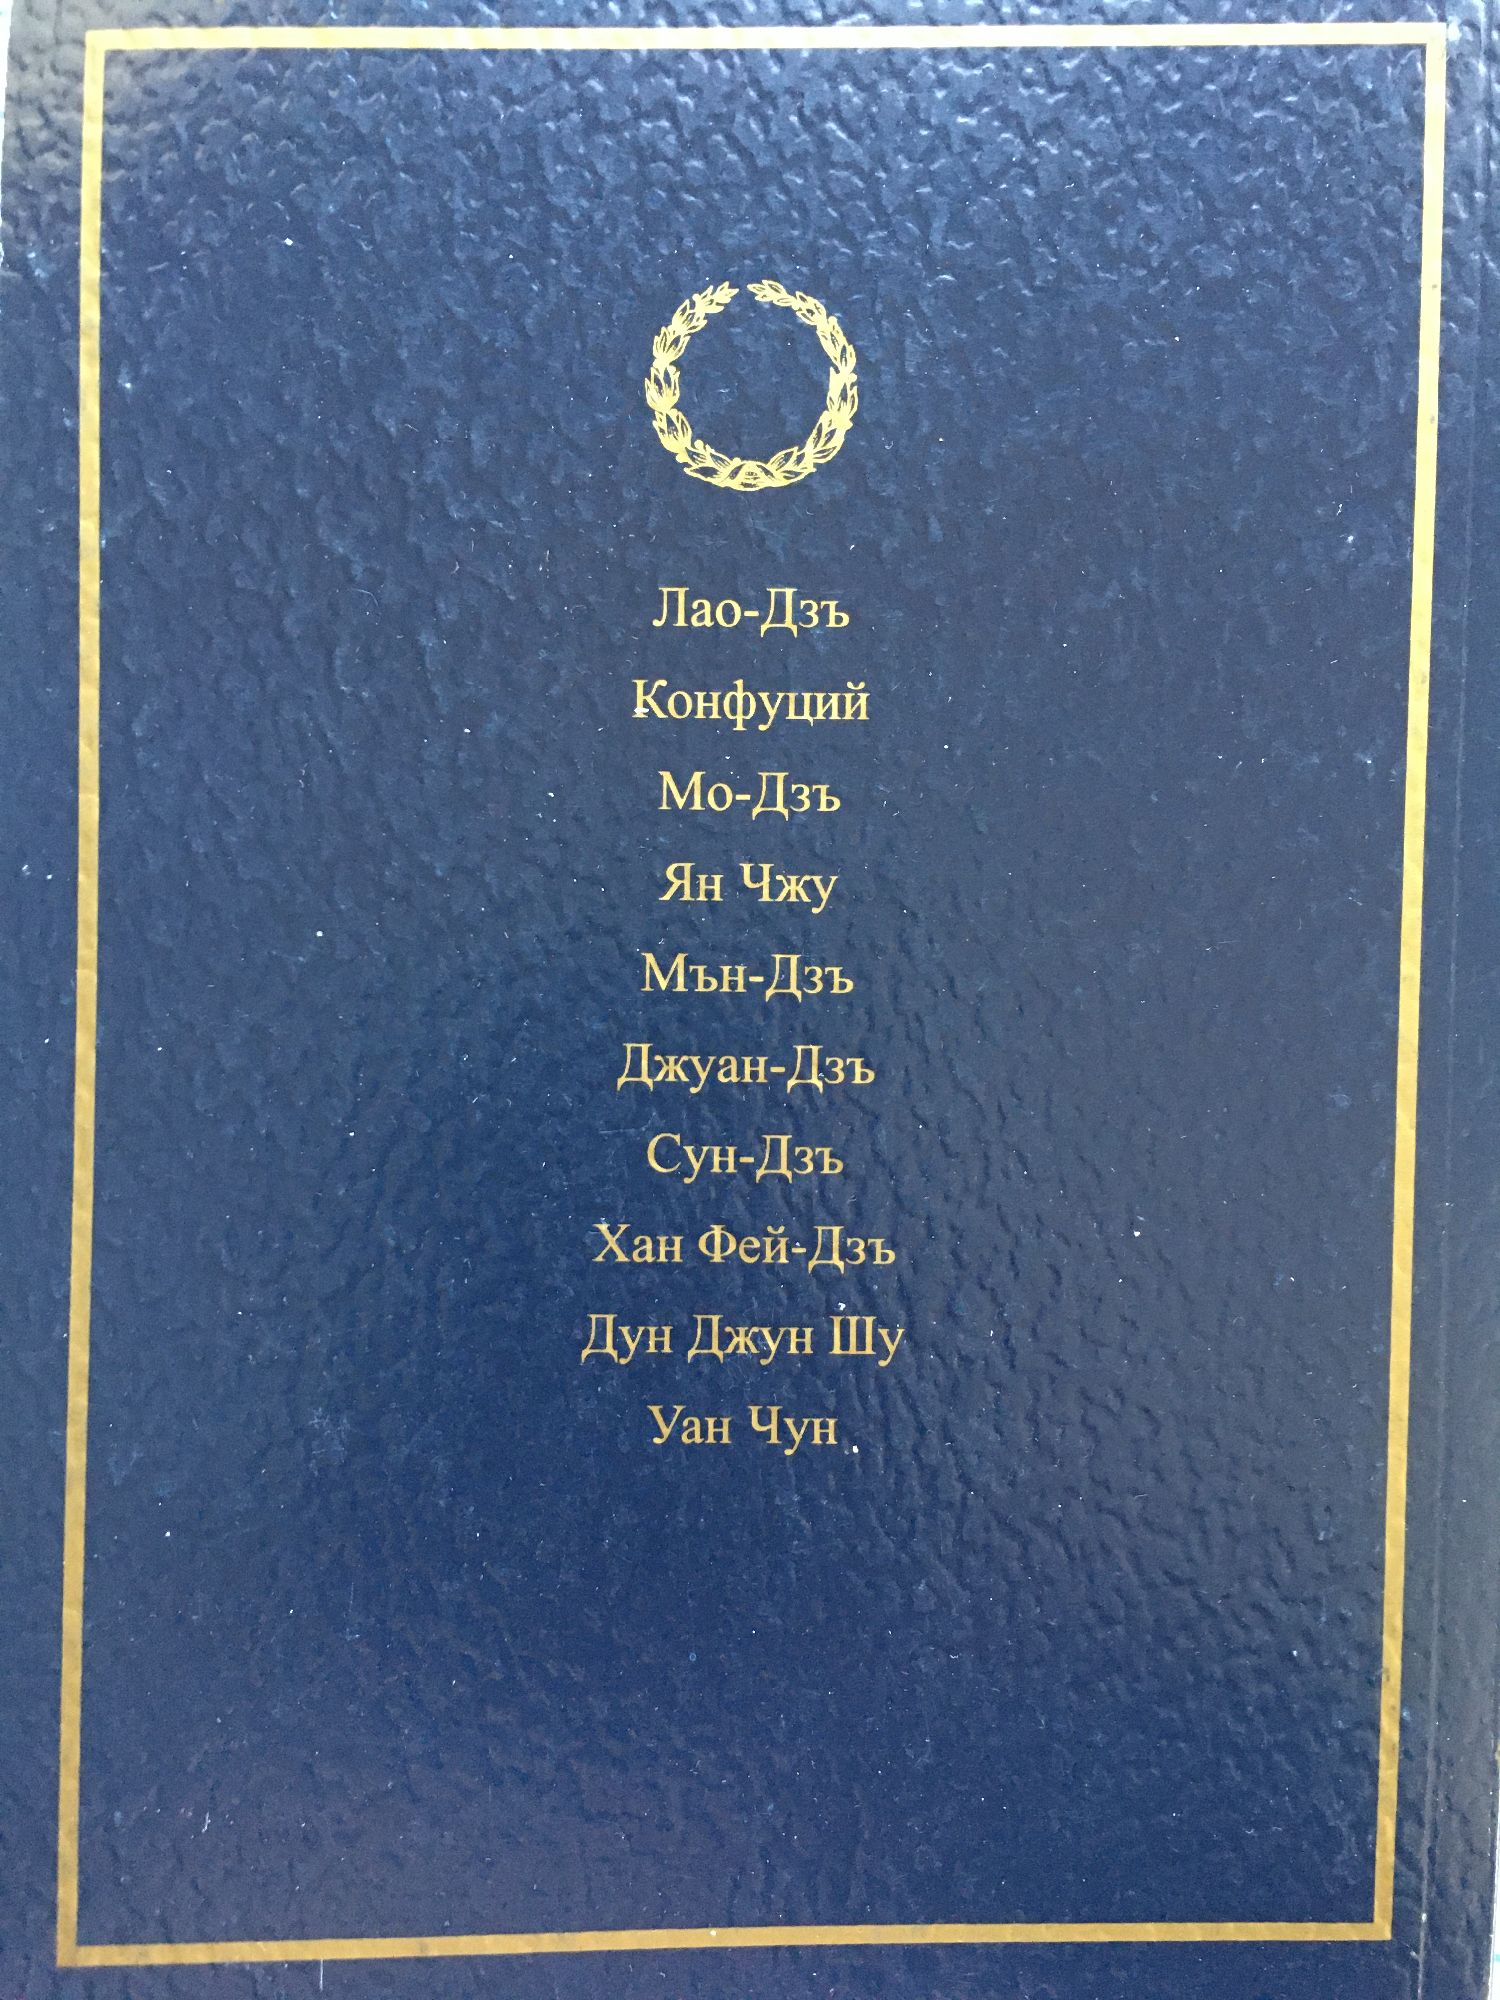 Лао-Дзъ
Конфуций
Мо-Дзъ
Ян Чжу
Мън-Дзъ
Джуан-Дзъ
Сун-Дзъ
Хан Фей-Дзъ
Дун Джун Шу
Уан Чун